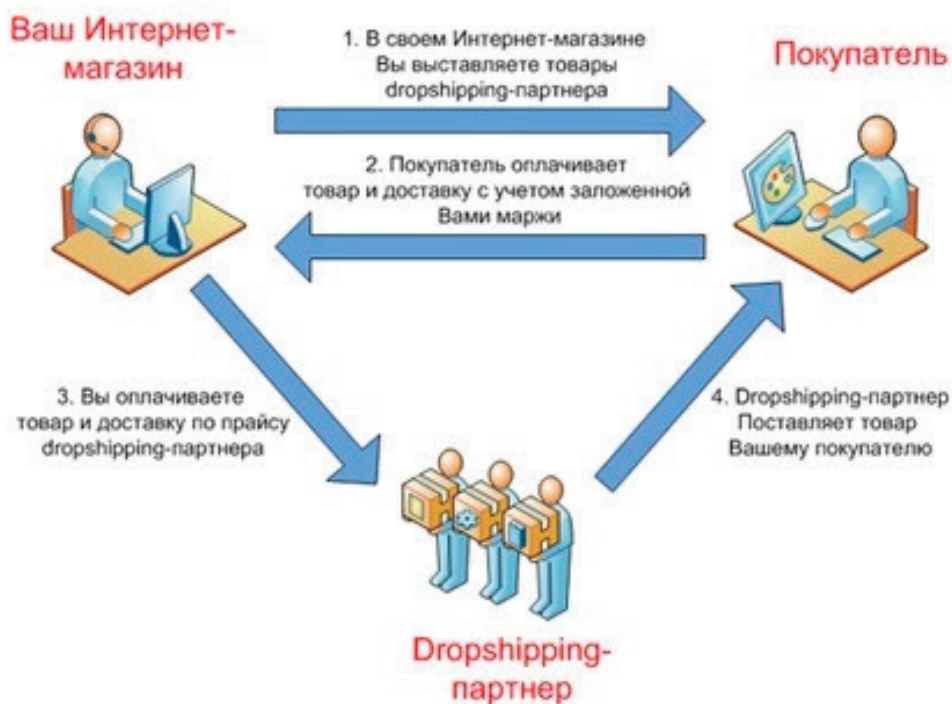 Ваш Интернет-
магазин
1. В своем Интернет-магазине
Вы выставляете товары
dropshipping-партнера
Покупатель
2. Покупатель оплачивает
товар и доставку с учетом заложенной
Вами маржи
3. Вы оплачиваете
товар и доставку по прайсу
dropshipping-партнера
4. Dropshipping-партнер
Поставляет товар
Вашему покупателю
Dropshipping-
партнер